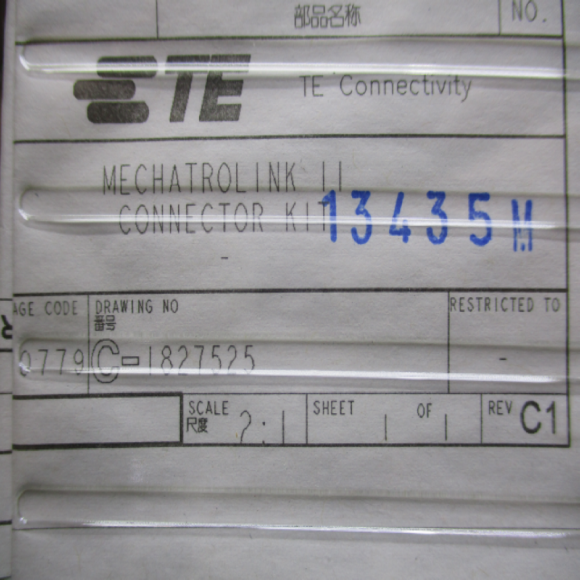 部品名称
NO.
TE
TE Connectivity
MECHATROLINK II
CONNECTOR KIT
13435M
-
AGE CODE
DRAWING NO
番号
RESTRICTED TO
0779
C-1827525
-
SCALE
尺度
2:1
SHEET
1
OF
1
REV
C1